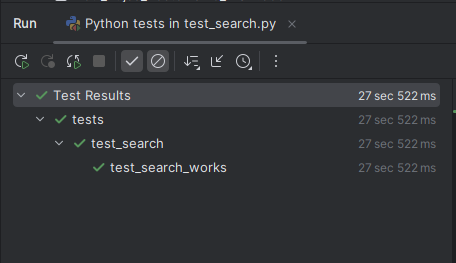 Run
Python tests in test_search.py
Test Results 27 sec 522 ms
tests 27 sec 522 ms
test_search 27 sec 522 ms
test_search_works 27 sec 522 ms